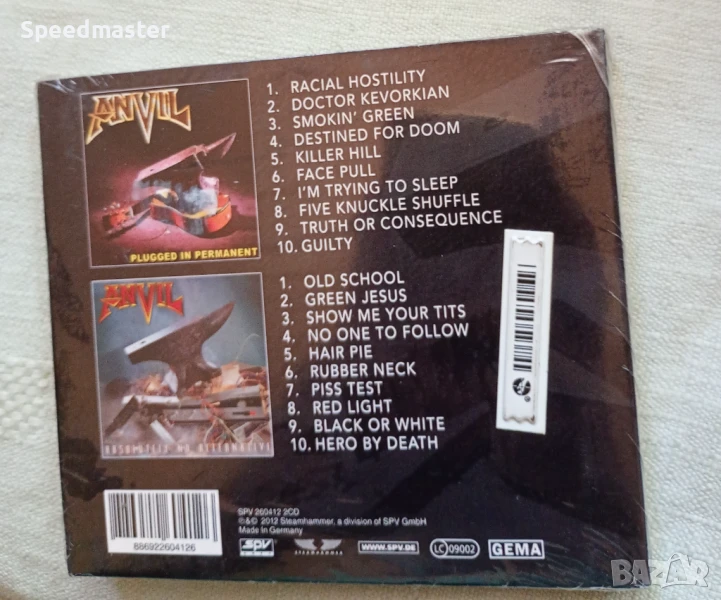 Speedmaster
ANVIL
PLUGGED IN PERMANENT
1. RACIAL HOSTILITY
2. DOCTOR KEVORKIAN
3. SMOKIN' GREEN
4. DESTINED FOR DOOM
5. KILLER HILL
6. FACE PULL
7. I'M TRYING TO SLEEP
8. FIVE KNUCKLE SHUFFLE
9. TRUTH OR CONSEQUENCE
10. GUILTY
ANVIL
ABSOLUTELY NO ALTERNATIVE
1. OLD SCHOOL
2. GREEN JESUS
3. SHOW ME YOUR TITS
4. NO ONE TO FOLLOW
5. HAIR PIE
6. RUBBER NECK
7. PISS TEST
8. RED LIGHT
9. BLACK OR WHITE
10. HERO BY DEATH
SPV 260412 2CD
℗&© 2012 Steamhammer, a division of SPV GmbH
Made In Germany
886922604126
SPV
STEAMHAMMER
WWW.SPV.DE
LC 09002
GEMA
BAZAR